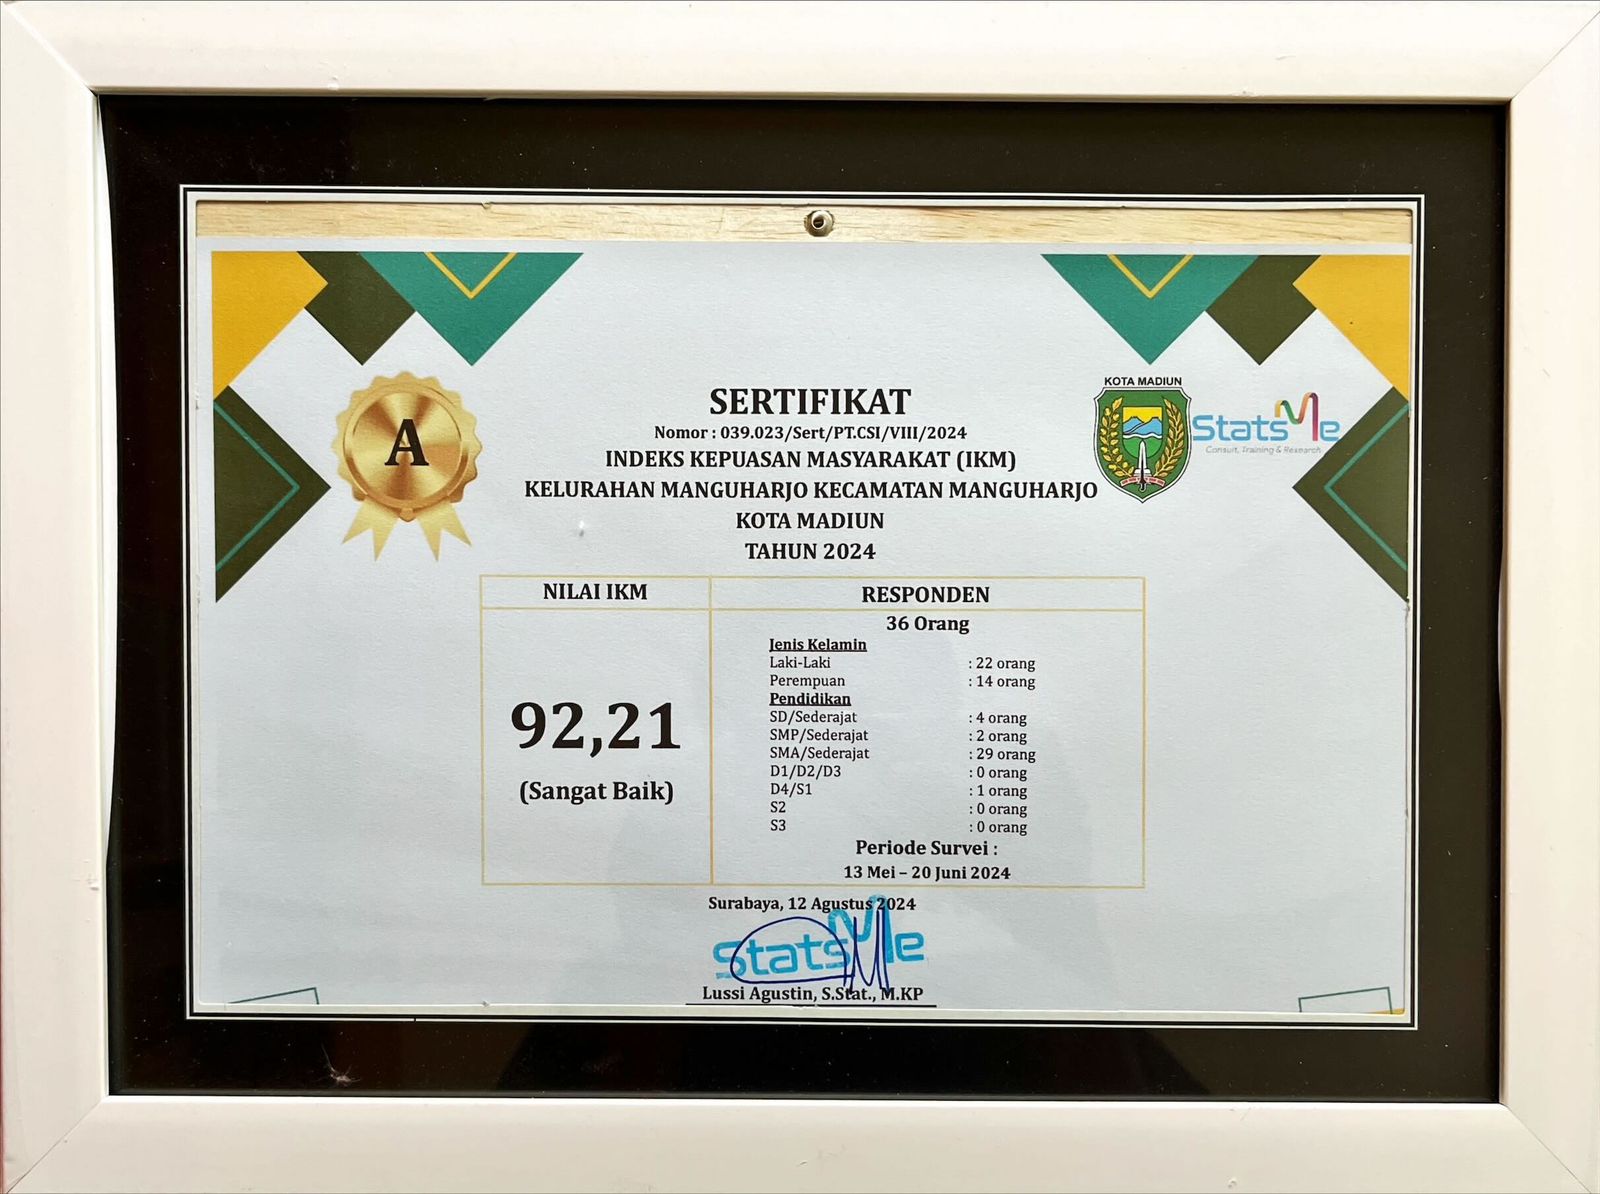 A
KOTA MADIUN
StatsMe
Consult, Training & Research
SERTIFIKAT
Nomor : 039.023/Sert/PT.CSI/VIII/2024
INDEKS KEPUASAN MASYARAKAT (IKM)
KELURAHAN MANGUHARJO KECAMATAN MANGUHARJO
KOTA MADIUN
TAHUN 2024
NILAI IKM
92,21
(Sangat Baik)
RESPONDEN
36 Orang
Jenis Kelamin
Laki-Laki : 22 orang
Perempuan : 14 orang
Pendidikan
SD/Sederajat : 4 orang
SMP/Sederajat : 2 orang
SMA/Sederajat : 29 orang
D1/D2/D3 : 0 orang
D4/S1 : 1 orang
S2 : 0 orang
S3 : 0 orang
Periode Survei :
13 Mei – 20 Juni 2024
Surabaya, 12 Agustus 2024
StatsMe
Lussi Agustin, S.Stat., M.KP